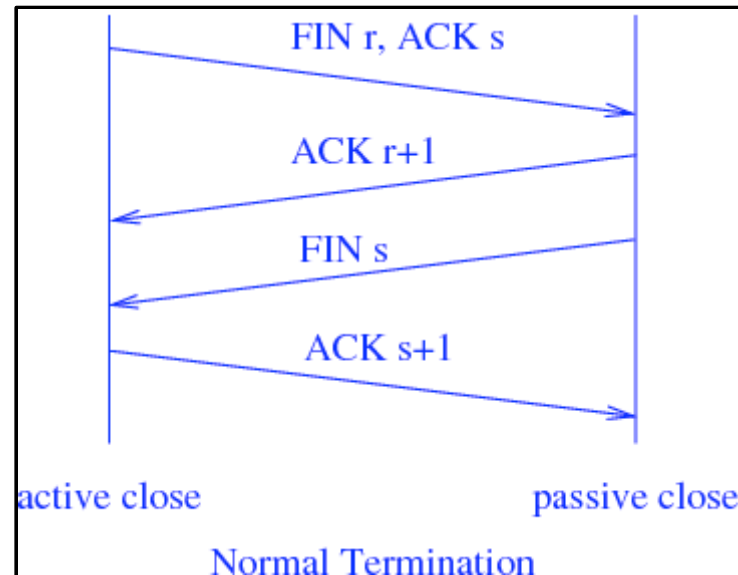 FIN r, ACK s
ACK r+1
FIN s
ACK s+1
active close
passive close
Normal Termination